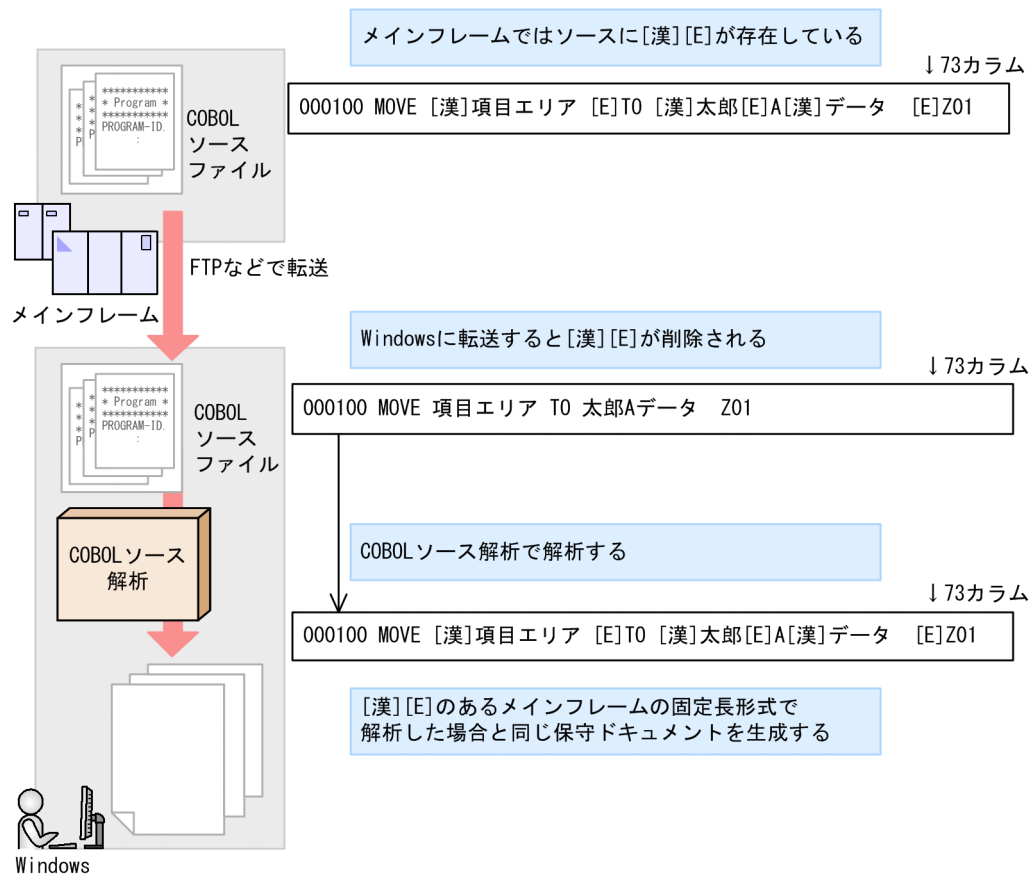 メインフレームではソースに[漢][E]が存在している
↓73カラム
***********
* Program *
***********
PROGRAM-ID.
:
*
*
*
P
*
*
*
P
COBOL
ソース
ファイル
000100 MOVE [漢]項目エリア [E]TO [漢]太郎[E]A[漢]データ　[E]Z01
FTPなどで転送
メインフレーム
Windowsに転送すると[漢][E]が削除される
↓73カラム
***********
* Program *
***********
PROGRAM-ID.
:
*
*
*
P
*
*
*
P
COBOL
ソース
ファイル
000100 MOVE 項目エリア TO 太郎Aデータ　Z01
COBOLソース
解析
COBOLソース解析で解析する
↓73カラム
000100 MOVE [漢]項目エリア [E]TO [漢]太郎[E]A[漢]データ　[E]Z01
[漢][E]のあるメインフレームの固定長形式で
解析した場合と同じ保守ドキュメントを生成する
Windows